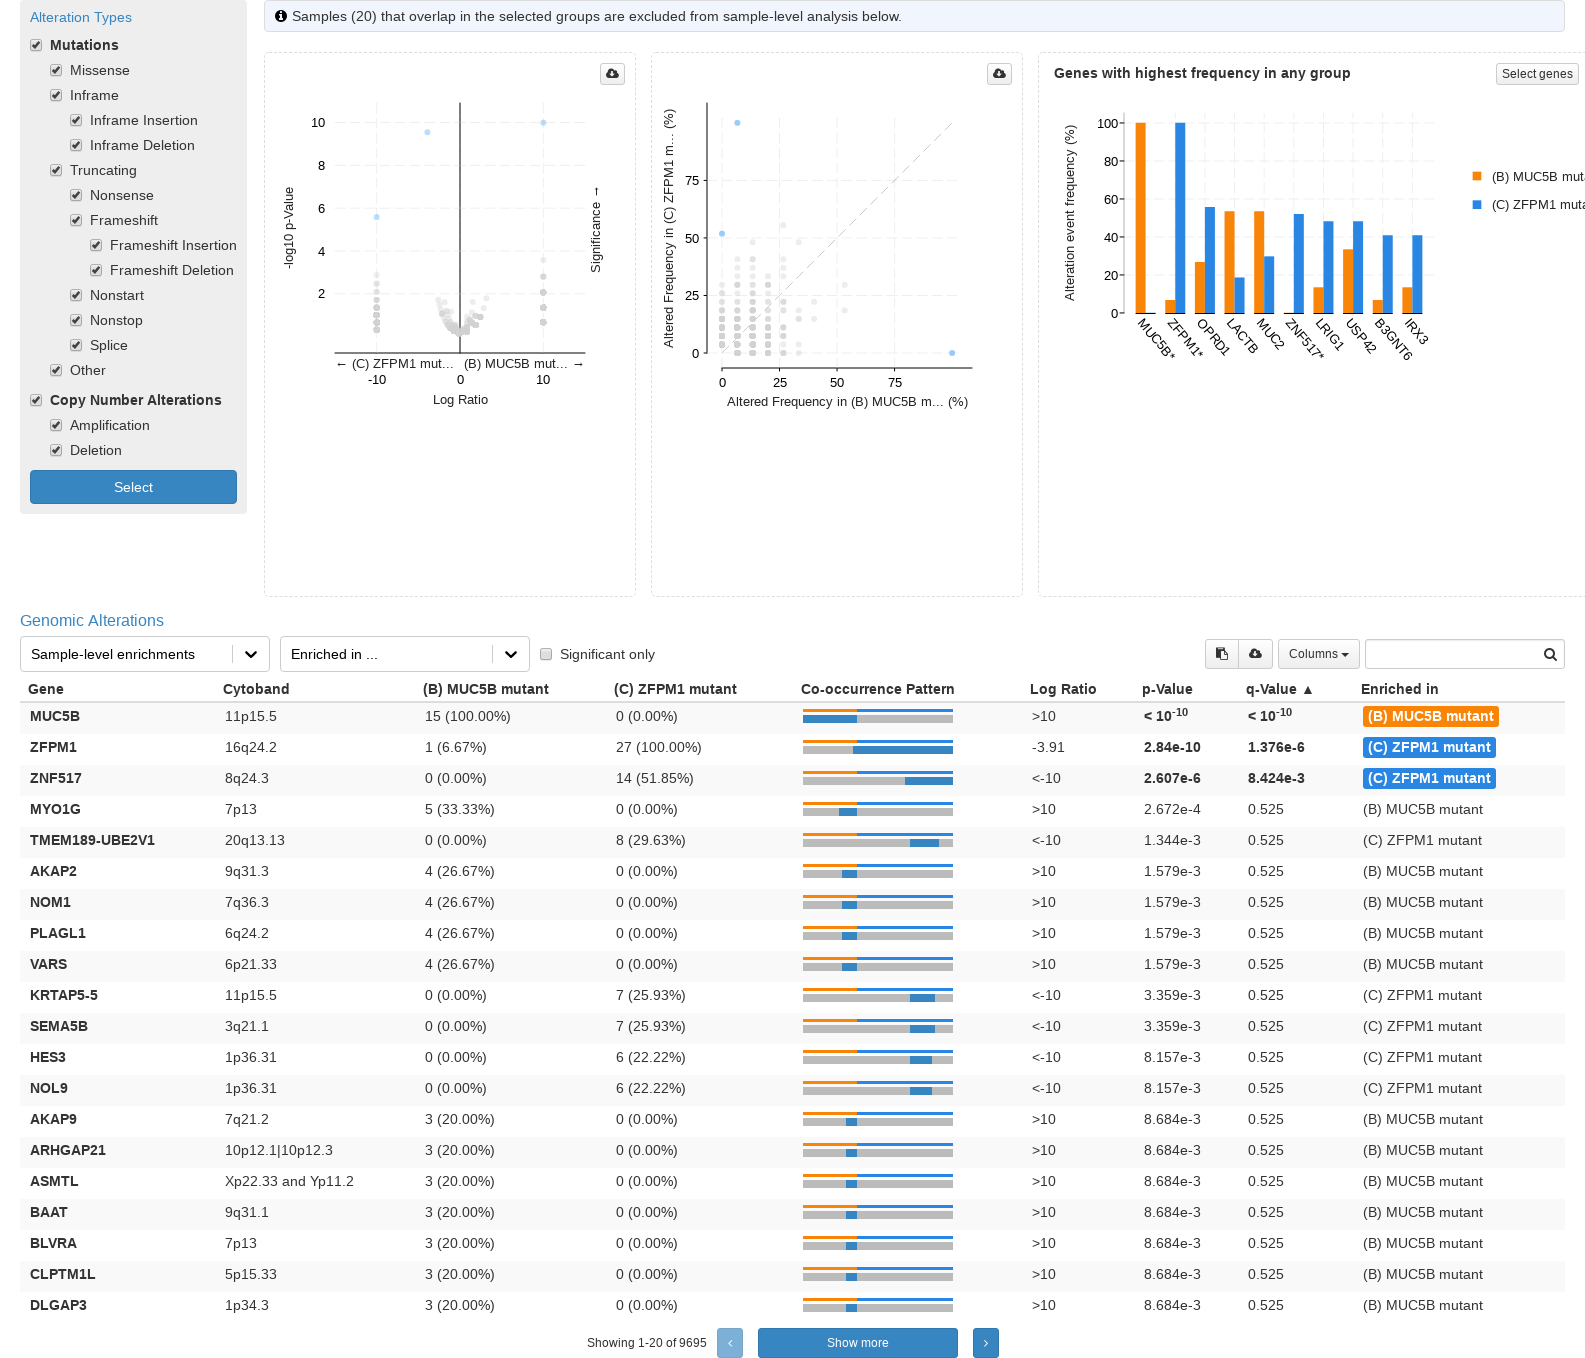 Alteration Types
Mutations
Missense
Inframe
Inframe Insertion
Inframe Deletion
Truncating
Nonsense
Frameshift
Frameshift Insertion
Frameshift Deletion
Nonstart
Nonstop
Splice
Other
Copy Number Alterations
Amplification
Deletion
Select
Samples (20) that overlap in the selected groups are excluded from sample-level analysis below.
10
8
6
4
2
-log10 p-Value
Significance →
← (C) ZFPM1 mut... (B) MUC5B mut... →
-10 0 10
Log Ratio
Altered Frequency in (C) ZFPM1 m... (%)
75
50
25
0
0 25 50 75
Altered Frequency in (B) MUC5B m... (%)
Genes with highest frequency in any group
Select genes
Alteration event frequency (%)
100
80
60
40
20
0
MUC5B* ZFPM1* OPRD1 LACTB MUC2 ZNF517* LRIG1 USP42 B3GNT6 IRX3
(B) MUC5B muta
(C) ZFPM1 muta
Genomic Alterations
Sample-level enrichments Enriched in ... Significant only Columns
Gene Cytoband (B) MUC5B mutant (C) ZFPM1 mutant Co-occurrence Pattern Log Ratio p-Value q-Value ▲ Enriched in
MUC5B 11p15.5 15 (100.00%) 0 (0.00%) >10 < 10-10 < 10-10 (B) MUC5B mutant
ZFPM1 16q24.2 1 (6.67%) 27 (100.00%) -3.91 2.84e-10 1.376e-6 (C) ZFPM1 mutant
ZNF517 8q24.3 0 (0.00%) 14 (51.85%) <-10 2.607e-6 8.424e-3 (C) ZFPM1 mutant
MYO1G 7p13 5 (33.33%) 0 (0.00%) >10 2.672e-4 0.525 (B) MUC5B mutant
TMEM189-UBE2V1 20q13.13 0 (0.00%) 8 (29.63%) <-10 1.344e-3 0.525 (C) ZFPM1 mutant
AKAP2 9q31.3 4 (26.67%) 0 (0.00%) >10 1.579e-3 0.525 (B) MUC5B mutant
NOM1 7q36.3 4 (26.67%) 0 (0.00%) >10 1.579e-3 0.525 (B) MUC5B mutant
PLAGL1 6q24.2 4 (26.67%) 0 (0.00%) >10 1.579e-3 0.525 (B) MUC5B mutant
VARS 6p21.33 4 (26.67%) 0 (0.00%) >10 1.579e-3 0.525 (B) MUC5B mutant
KRTAP5-5 11p15.5 0 (0.00%) 7 (25.93%) <-10 3.359e-3 0.525 (C) ZFPM1 mutant
SEMA5B 3q21.1 0 (0.00%) 7 (25.93%) <-10 3.359e-3 0.525 (C) ZFPM1 mutant
HES3 1p36.31 0 (0.00%) 6 (22.22%) <-10 8.157e-3 0.525 (C) ZFPM1 mutant
NOL9 1p36.31 0 (0.00%) 6 (22.22%) <-10 8.157e-3 0.525 (C) ZFPM1 mutant
AKAP9 7q21.2 3 (20.00%) 0 (0.00%) >10 8.684e-3 0.525 (B) MUC5B mutant
ARHGAP21 10p12.1|10p12.3 3 (20.00%) 0 (0.00%) >10 8.684e-3 0.525 (B) MUC5B mutant
ASMTL Xp22.33 and Yp11.2 3 (20.00%) 0 (0.00%) >10 8.684e-3 0.525 (B) MUC5B mutant
BAAT 9q31.1 3 (20.00%) 0 (0.00%) >10 8.684e-3 0.525 (B) MUC5B mutant
BLVRA 7p13 3 (20.00%) 0 (0.00%) >10 8.684e-3 0.525 (B) MUC5B mutant
CLPTM1L 5p15.33 3 (20.00%) 0 (0.00%) >10 8.684e-3 0.525 (B) MUC5B mutant
DLGAP3 1p34.3 3 (20.00%) 0 (0.00%) >10 8.684e-3 0.525 (B) MUC5B mutant
Showing 1-20 of 9695 ‹ Show more ›